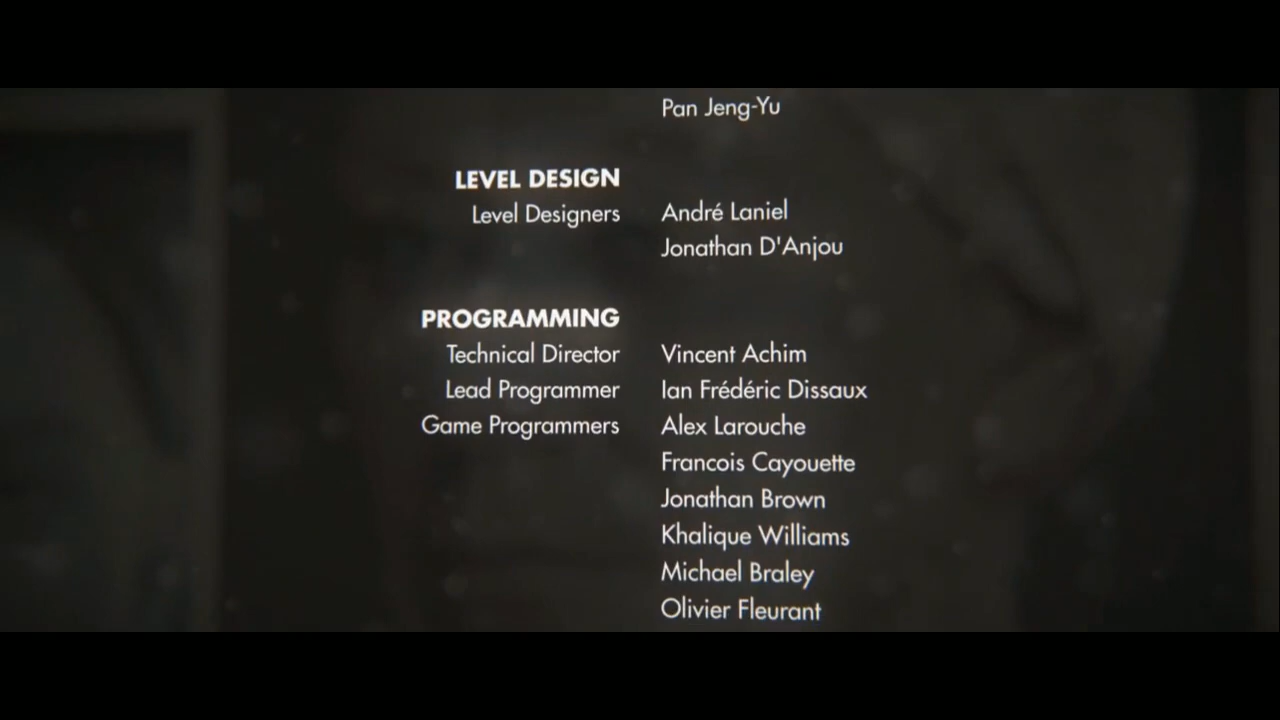 Pan Jeng-Yu
LEVEL DESIGN
Level Designers André Laniel
Jonathan D'Anjou
PROGRAMMING
Technical Director Vincent Achim
Lead Programmer Ian Frédéric Dissaux
Game Programmers Alex Larouche
Francois Cayouette
Jonathan Brown
Khalique Williams
Michael Braley
Olivier Fleurant